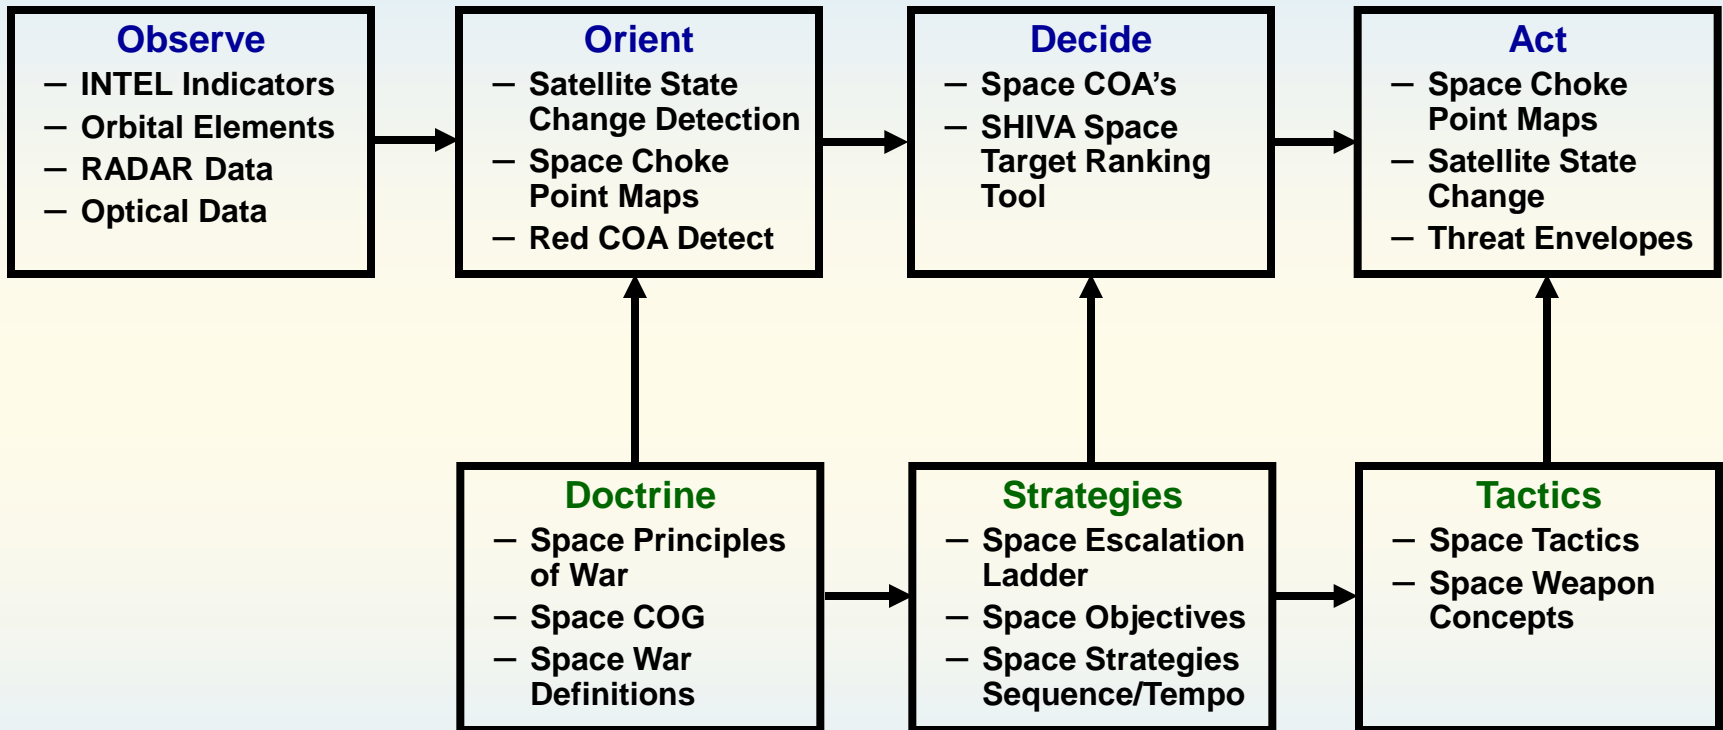 Observe
– INTEL Indicators
– Orbital Elements
– RADAR Data
– Optical Data
Orient
– Satellite State
Change Detection
– Space Choke
Point Maps
– Red COA Detect
Decide
– Space COA's
– SHIVA Space
Target Ranking
Tool
Act
– Space Choke
Point Maps
– Satellite State
Change
– Threat Envelopes
Doctrine
– Space Principles
of War
– Space COG
– Space War
Definitions
Strategies
– Space Escalation
Ladder
– Space Objectives
– Space Strategies
Sequence/Tempo
Tactics
– Space Tactics
– Space Weapon
Concepts